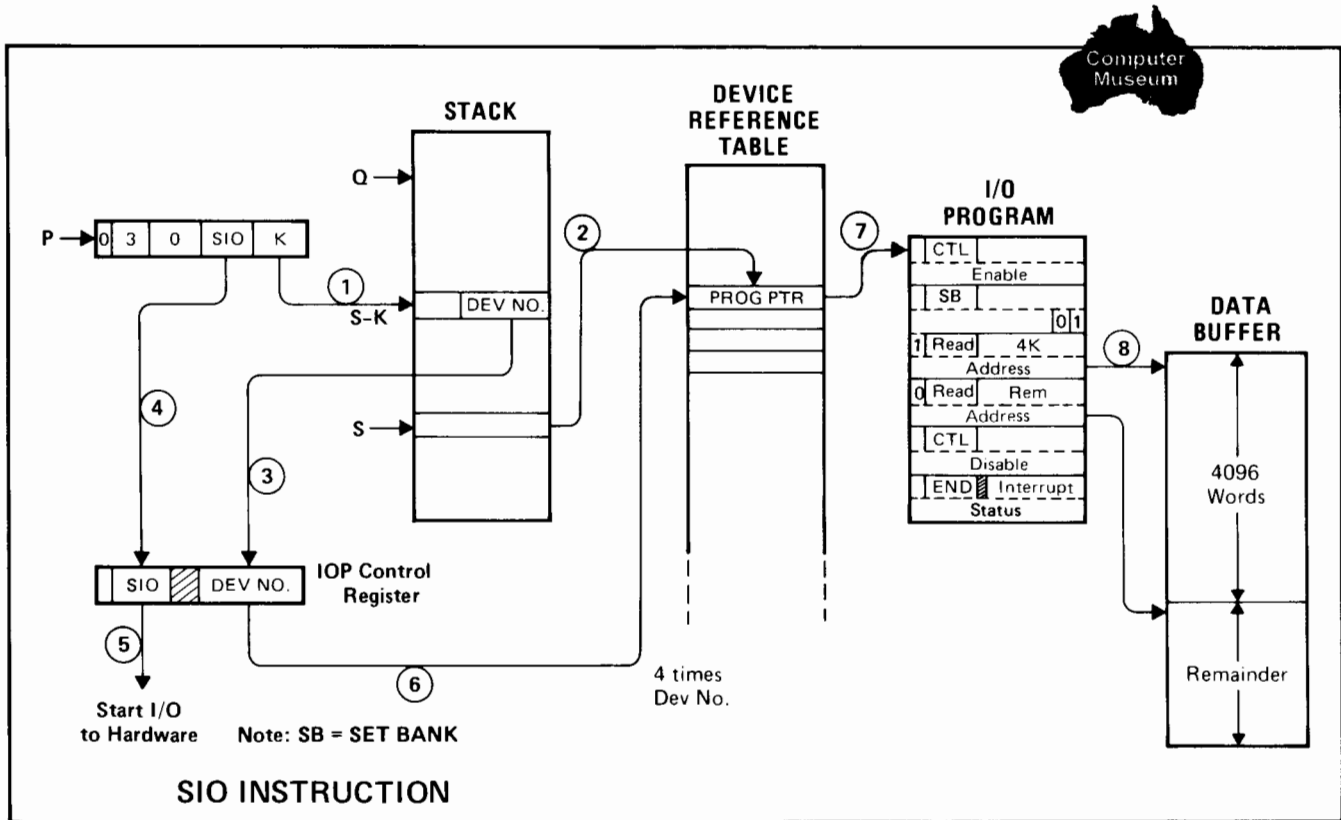 Computer
Museum
STACK
DEVICE
REFERENCE
TABLE
I/O
PROGRAM
DATA
BUFFER
Q
P
0 3 0 SIO K
1
S-K
DEV NO.
2
PROG PTR
7
CTL
Enable
SB
0 1
1 Read 4K
Address
0 Read Rem
Address
CTL
Disable
END Interrupt
Status
8
4096
Words
Remainder
4
3
S
SIO DEV NO.
IOP Control
Register
5
6
4 times
Dev No.
Start I/O
to Hardware
Note: SB = SET BANK
SIO INSTRUCTION